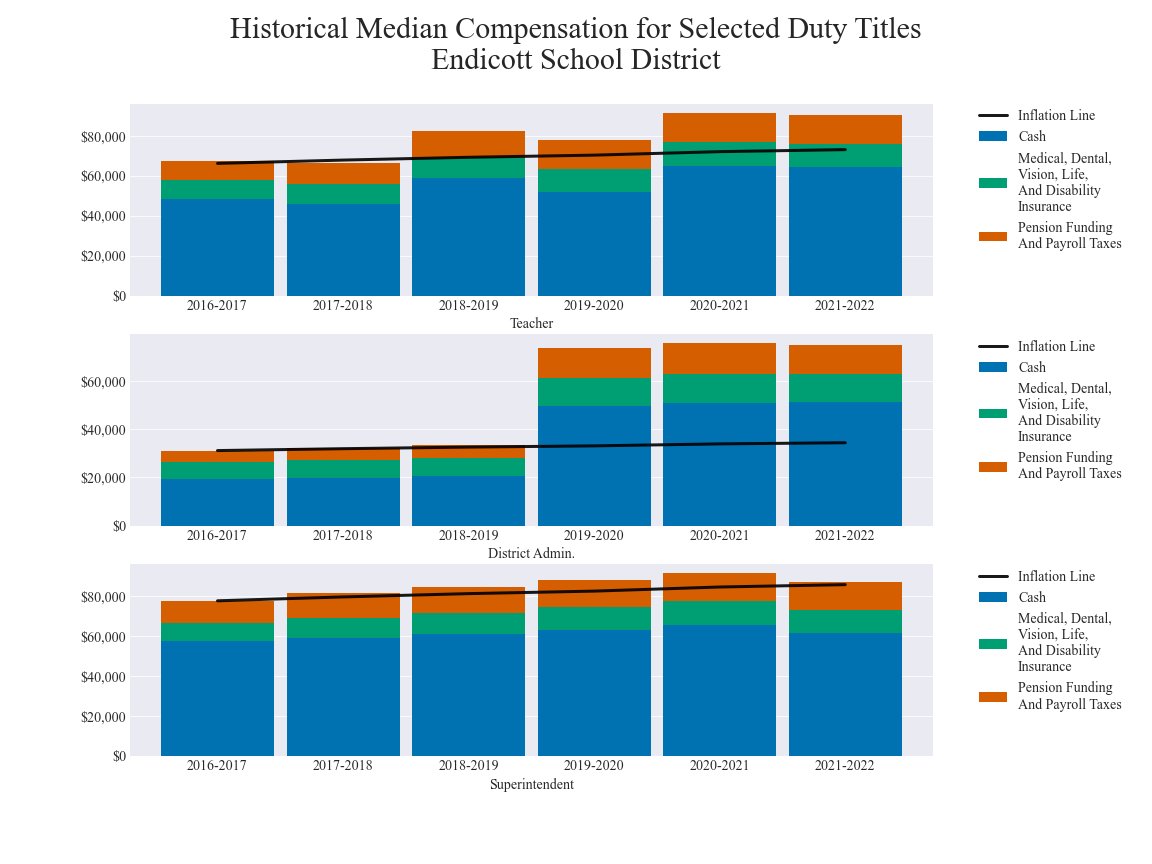 Historical Median Compensation for Selected Duty Titles
Endicott School District
$80,000
$60,000
$40,000
$20,000
$0
2016-2017 2017-2018 2018-2019 2019-2020 2020-2021 2021-2022
Teacher
Inflation Line
Cash
Medical, Dental,
Vision, Life,
And Disability
Insurance
Pension Funding
And Payroll Taxes
$60,000
$40,000
$20,000
$0
2016-2017 2017-2018 2018-2019 2019-2020 2020-2021 2021-2022
District Admin.
Inflation Line
Cash
Medical, Dental,
Vision, Life,
And Disability
Insurance
Pension Funding
And Payroll Taxes
$80,000
$60,000
$40,000
$20,000
$0
2016-2017 2017-2018 2018-2019 2019-2020 2020-2021 2021-2022
Superintendent
Inflation Line
Cash
Medical, Dental,
Vision, Life,
And Disability
Insurance
Pension Funding
And Payroll Taxes